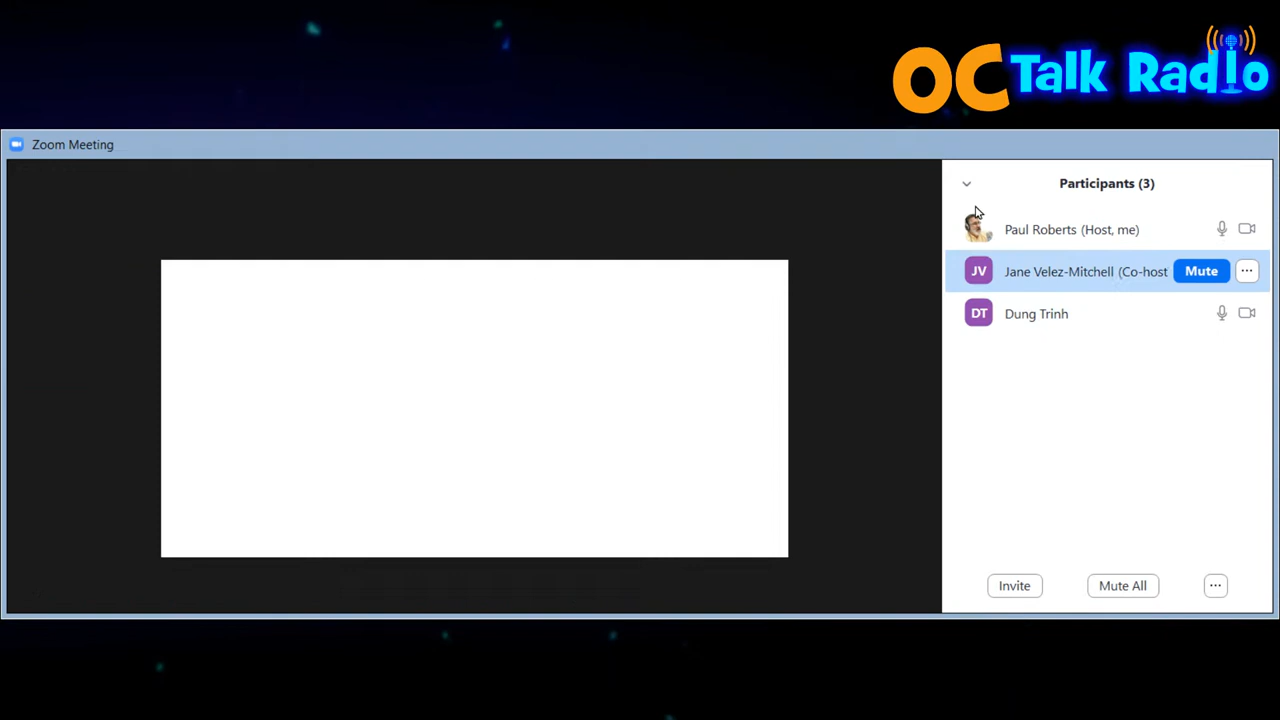 OC Talk Radio
Zoom Meeting
Participants (3)
Paul Roberts (Host, me)
JV Jane Velez-Mitchell (Co-host Mute ...
DT Dung Trinh
Invite Mute All ...